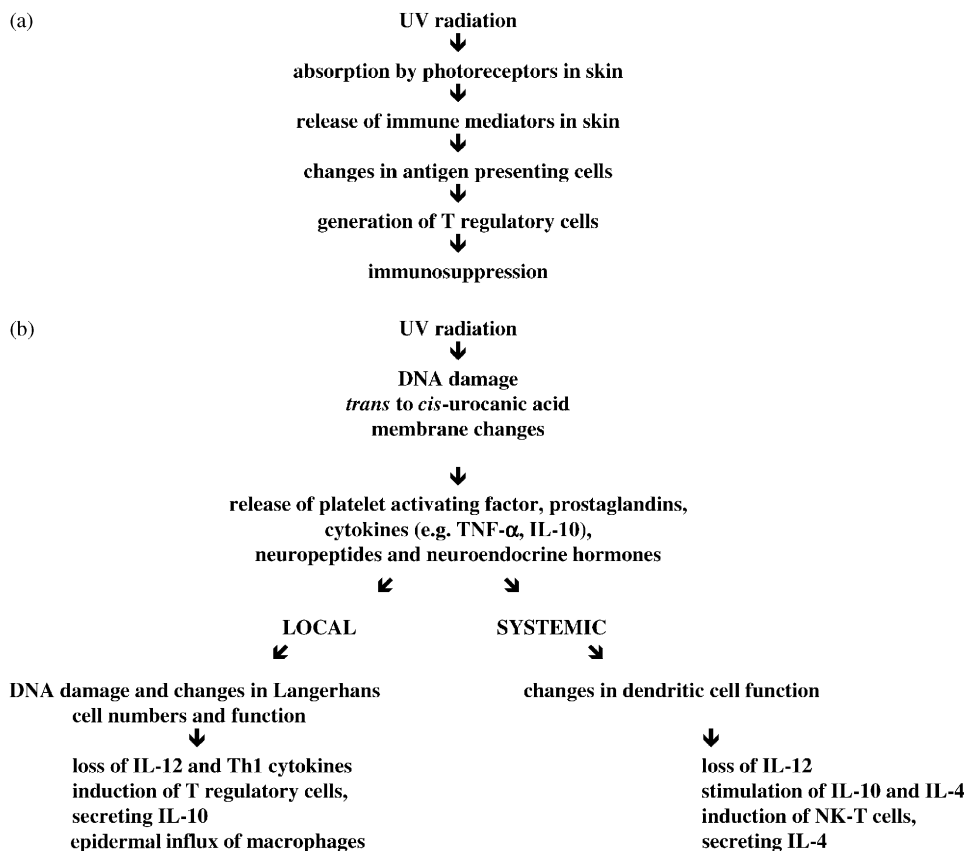 (a)
UV radiation
absorption by photoreceptors in skin
release of immune mediators in skin
changes in antigen presenting cells
generation of T regulatory cells
immunosuppression
(b)
UV radiation
DNA damage
trans to cis-urocanic acid
membrane changes
release of platelet activating factor, prostaglandins,
cytokines (e.g. TNF-α, IL-10),
neuropeptides and neuroendocrine hormones
LOCAL
SYSTEMIC
DNA damage and changes in Langerhans
cell numbers and function
changes in dendritic cell function
loss of IL-12 and Th1 cytokines
induction of T regulatory cells,
secreting IL-10
epidermal influx of macrophages
loss of IL-12
stimulation of IL-10 and IL-4
induction of NK-T cells,
secreting IL-4